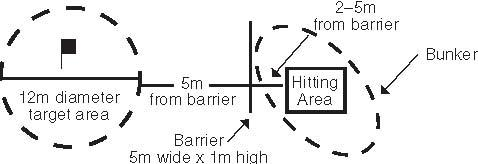 2–5m
from barrier
Bunker
5m
from barrier
Hitting
Area
12m diameter
target area
Barrier
5m wide x 1m high